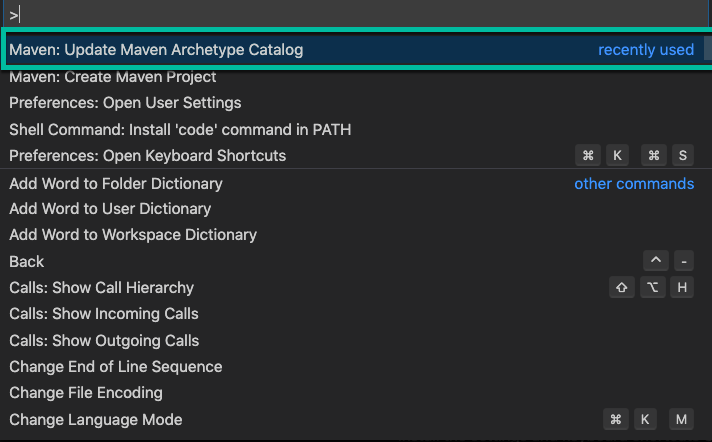 >
Maven: Update Maven Archetype Catalog recently used
Maven: Create Maven Project
Preferences: Open User Settings
Shell Command: Install 'code' command in PATH
Preferences: Open Keyboard Shortcuts ⌘ K ⌘ S
Add Word to Folder Dictionary other commands
Add Word to User Dictionary
Add Word to Workspace Dictionary
Back ^ -
Calls: Show Call Hierarchy ⇧ ⌥ H
Calls: Show Incoming Calls
Calls: Show Outgoing Calls
Change End of Line Sequence
Change File Encoding
Change Language Mode ⌘ K M